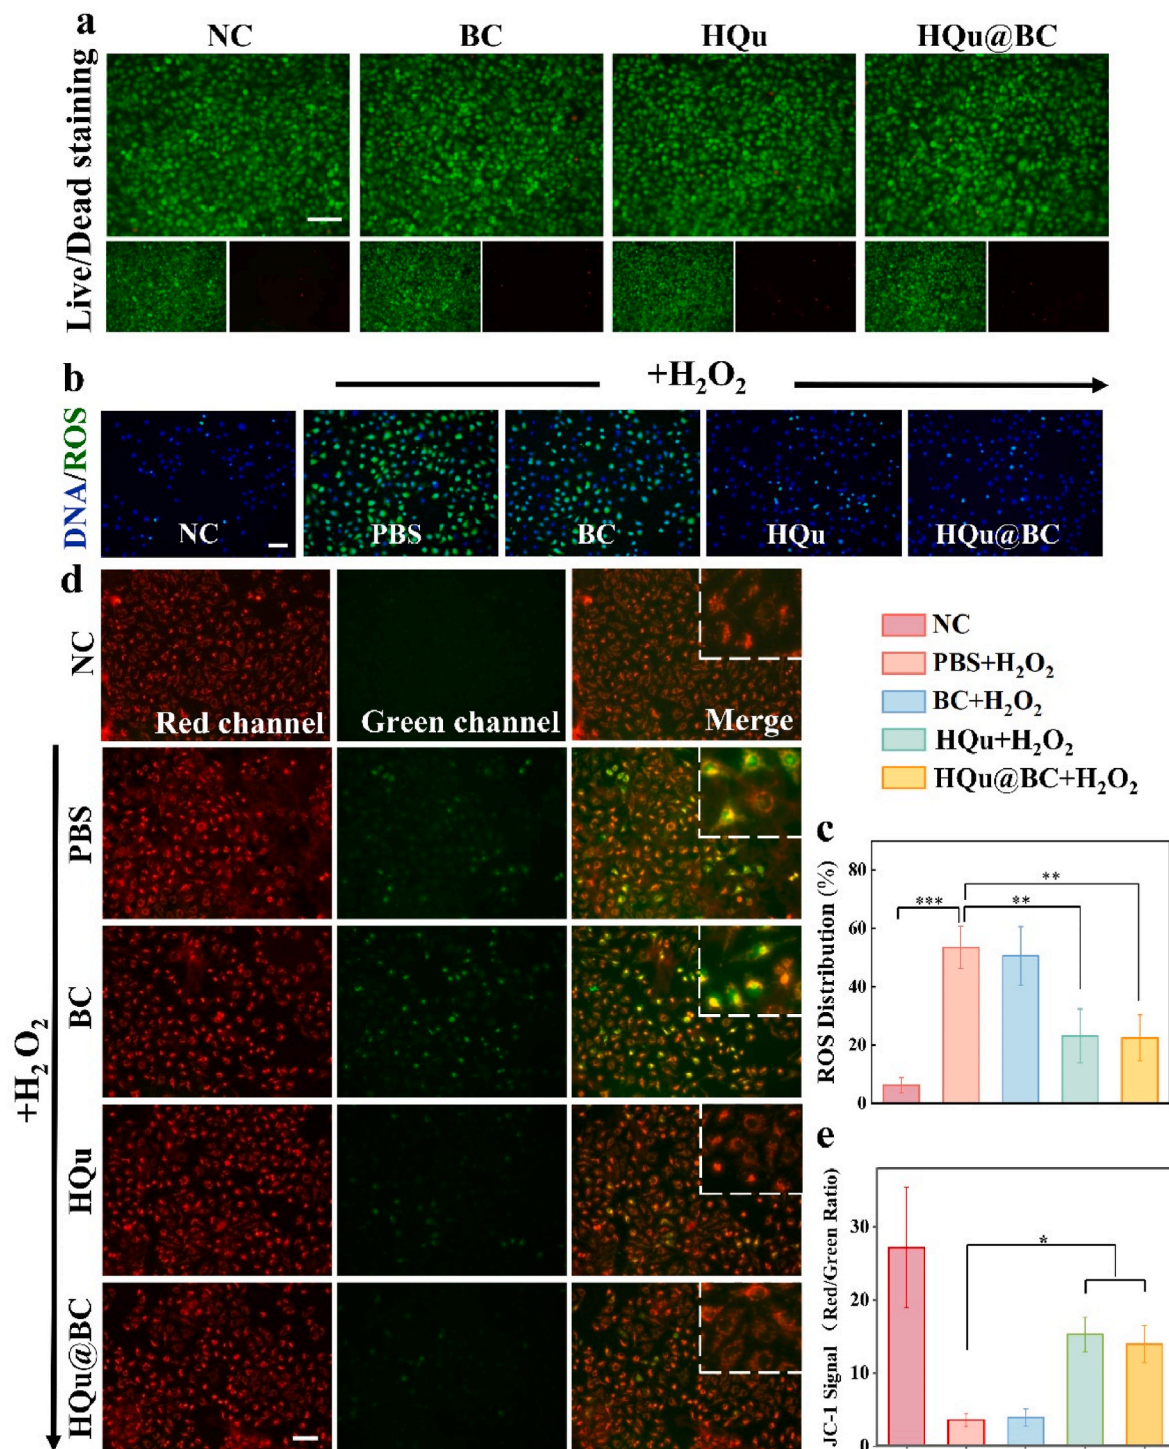 a
NC
BC
HQu
HQu@BC
Live/Dead staining
b
+H₂O₂
DNA/ROS
NC
PBS
BC
HQu
HQu@BC
d
NC
Red channel
Green channel
Merge
+H₂O₂
PBS
BC
HQu
HQu@BC
NC
PBS+H₂O₂
BC+H₂O₂
HQu+H₂O₂
HQu@BC+H₂O₂
c
ROS Distribution (%)
80
60
40
20
0
***
**
**
e
JC-1 Signal (Red/Green Ratio)
30
20
10
0
*